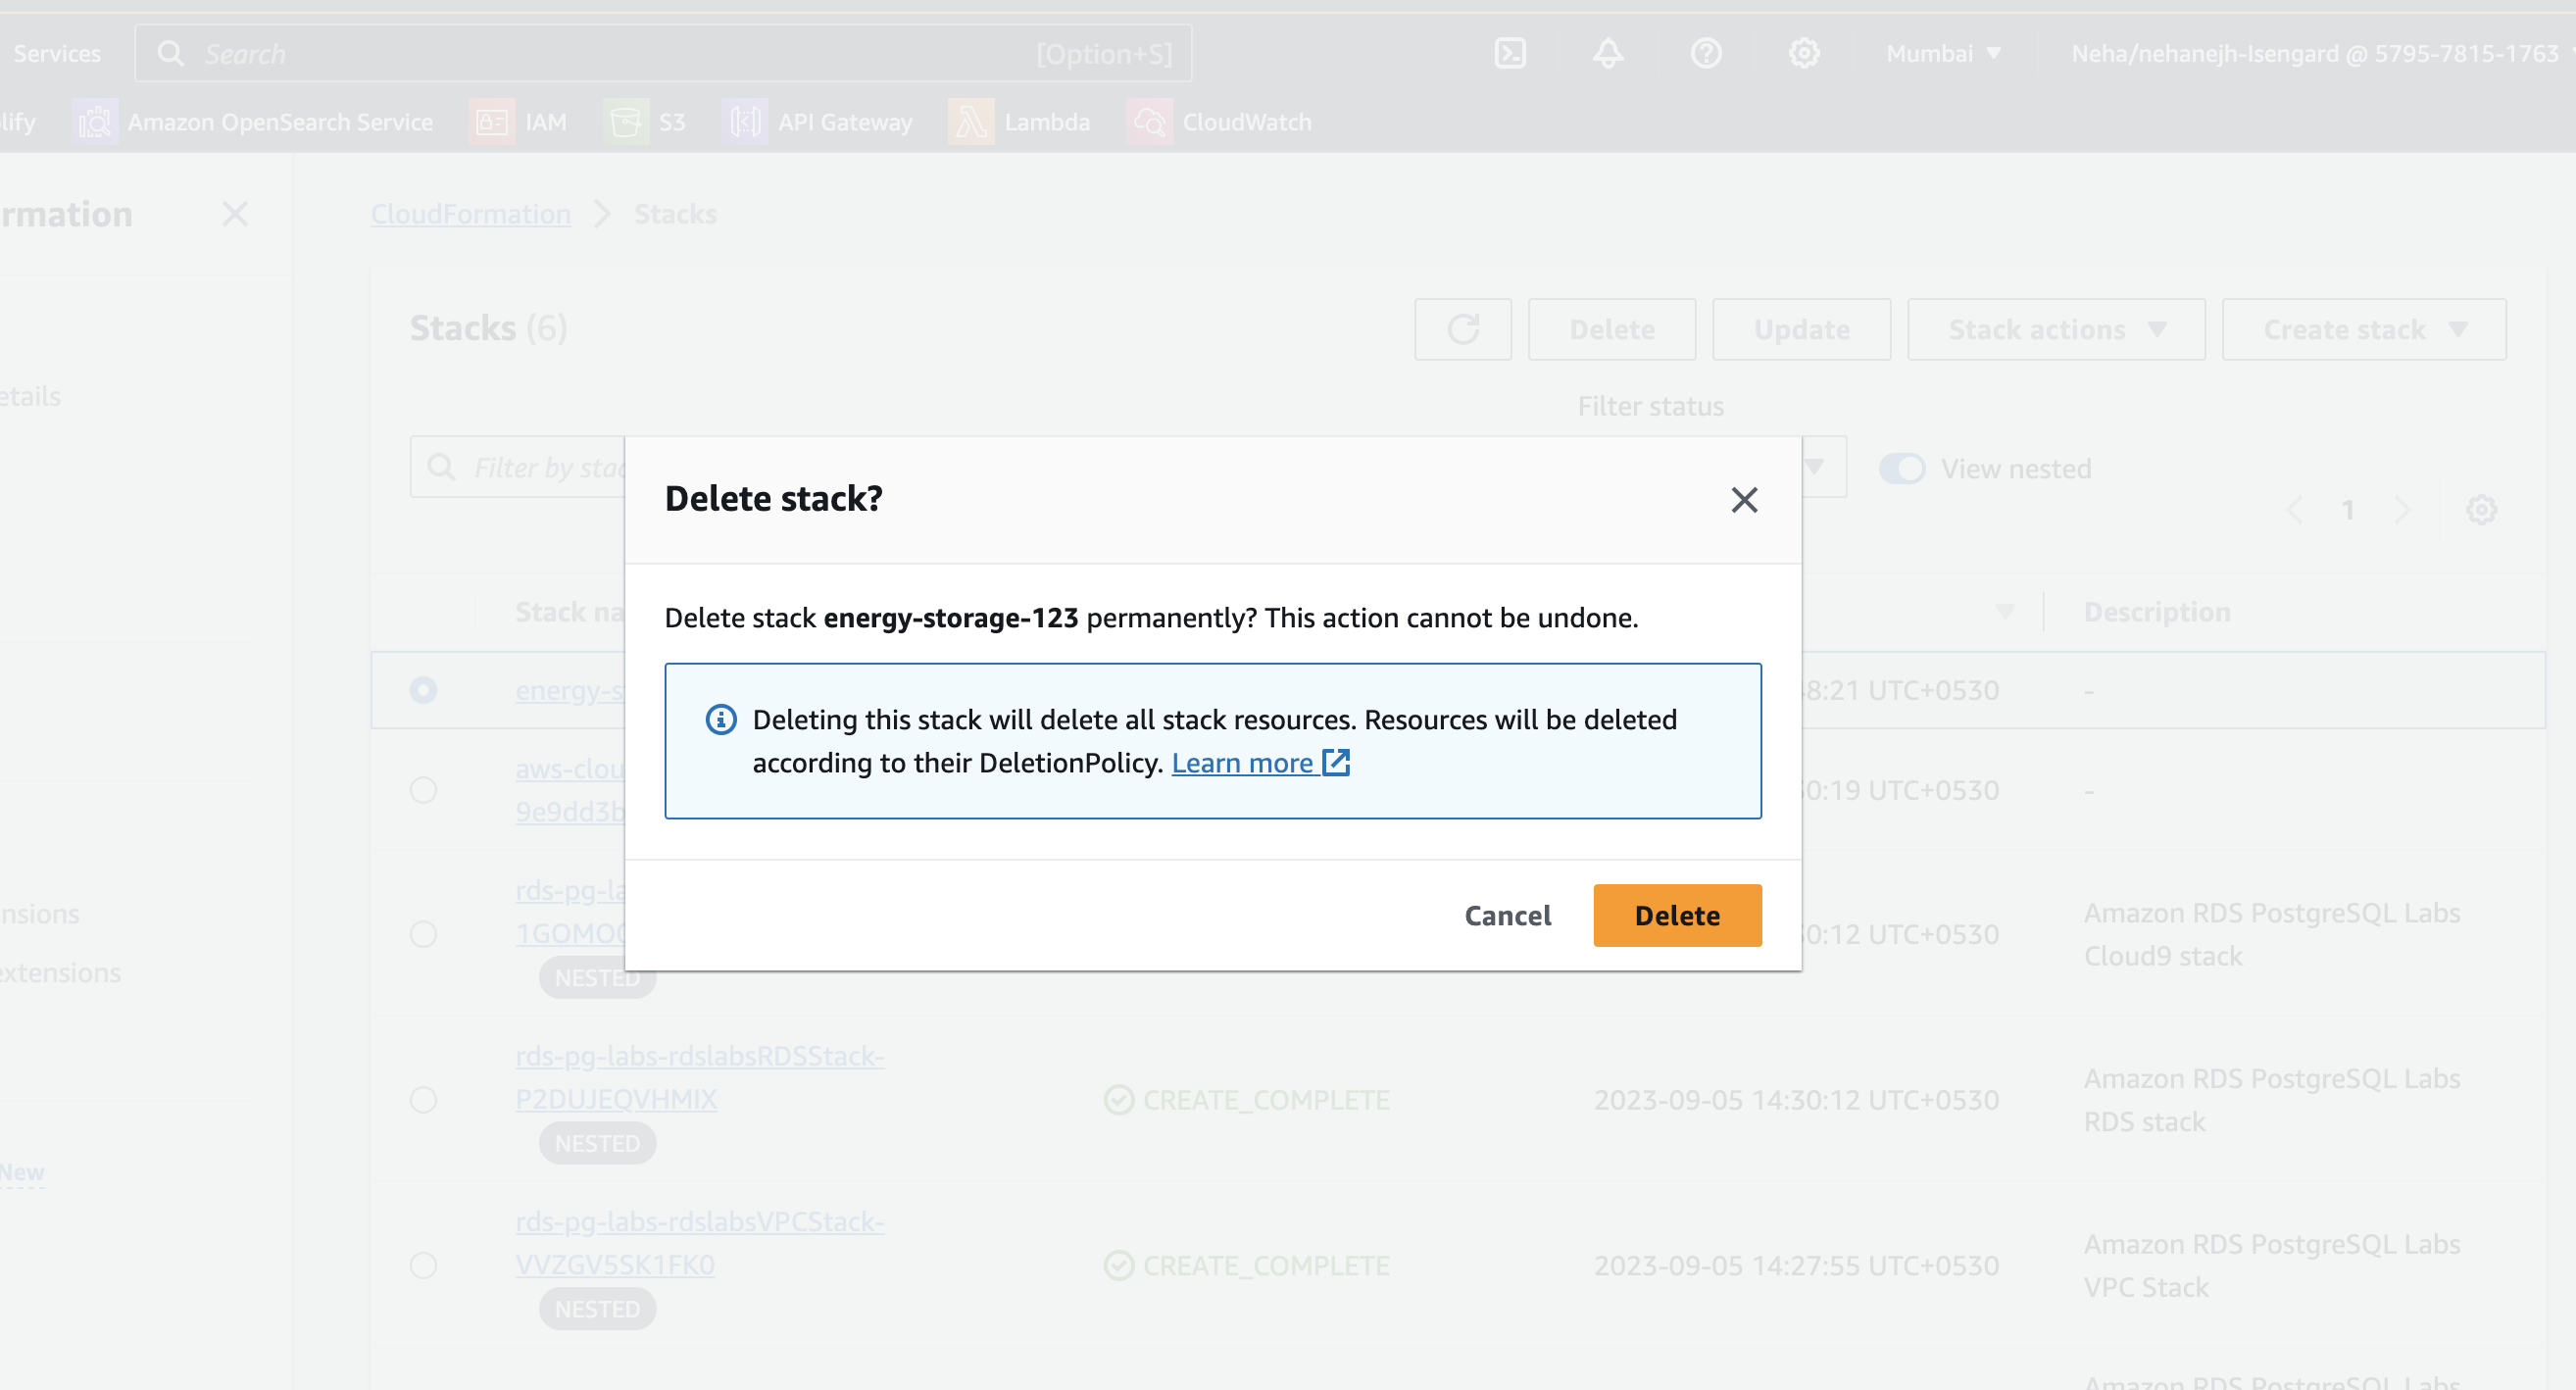 Services
Search
[Option+S]
Mumbai
Neha/nehanejh-Isengard @ 5795-7815-1763
lify
Amazon OpenSearch Service
IAM
S3
API Gateway
Lambda
CloudWatch
rmation
CloudFormation
Stacks
Stacks (6)
Delete
Update
Stack actions
Create stack
etails
Filter status
Filter by stac
View nested
1
Delete stack?
Stack na
Description
Delete stack energy-storage-123 permanently? This action cannot be undone.
energy-s
8:21 UTC+0530
-
Deleting this stack will delete all stack resources. Resources will be deleted
according to their DeletionPolicy. Learn more
aws-clou
9e9dd3b
0:19 UTC+0530
-
rds-pg-la
1GOMO
NESTED
0:12 UTC+0530
Amazon RDS PostgreSQL Labs
Cloud9 stack
Cancel
Delete
nsions
extensions
rds-pg-labs-rdslabsRDSStack-
P2DUJEQVHMIX
NESTED
CREATE_COMPLETE
2023-09-05 14:30:12 UTC+0530
Amazon RDS PostgreSQL Labs
RDS stack
New
rds-pg-labs-rdslabsVPCStack-
VVZGV5SK1FK0
NESTED
CREATE_COMPLETE
2023-09-05 14:27:55 UTC+0530
Amazon RDS PostgreSQL Labs
VPC Stack
Amazon RDS PostgreSQL Labs